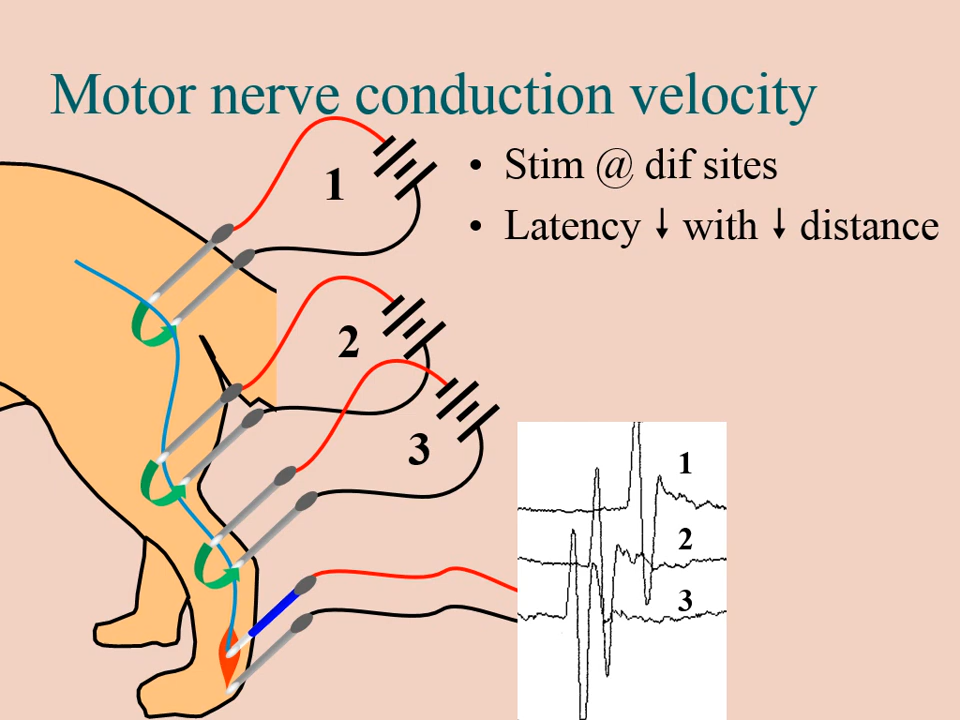 Motor nerve conduction velocity
• Stim @ dif sites
• Latency ↓ with ↓ distance
1
2
3
1
2
3